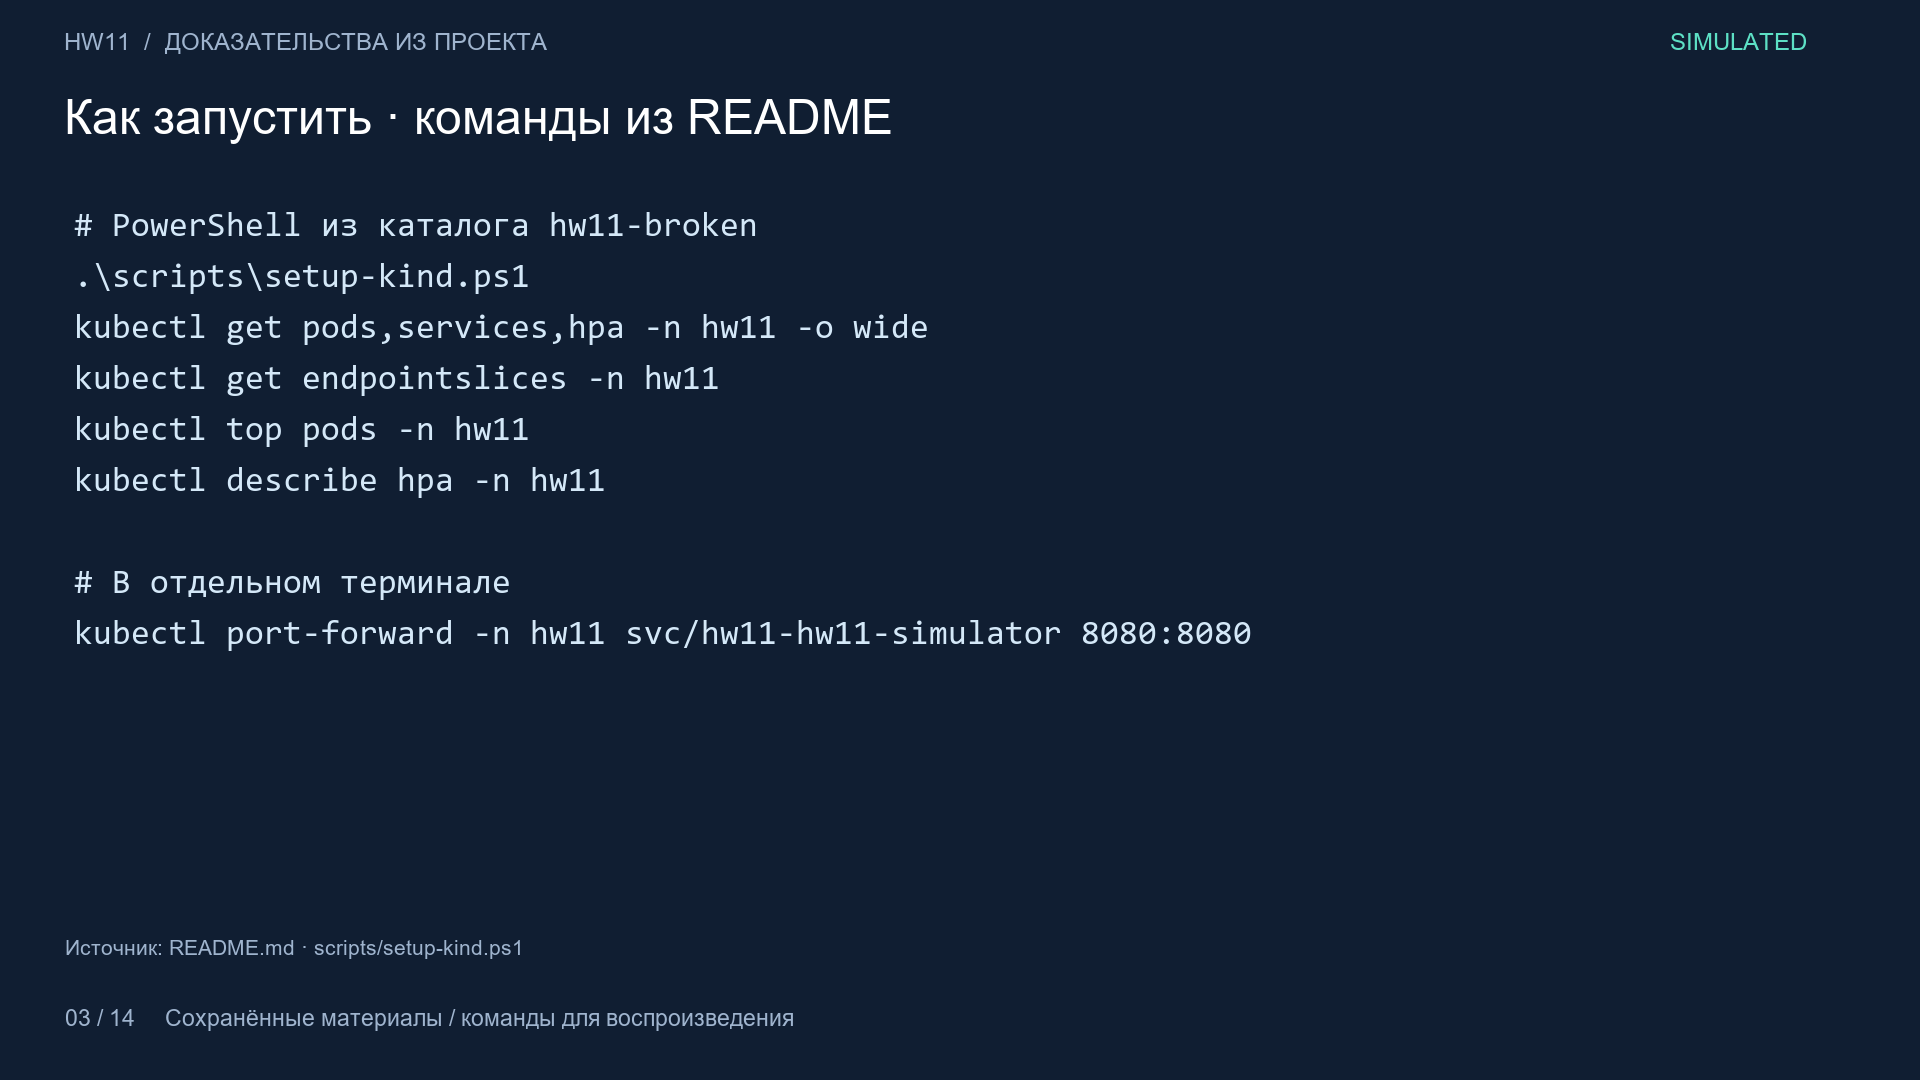 HW11 / ДОКАЗАТЕЛЬСТВА ИЗ ПРОЕКТА
SIMULATED
Как запустить · команды из README
# PowerShell из каталога hw11-broken
.\scripts\setup-kind.ps1
kubectl get pods,services,hpa -n hw11 -o wide
kubectl get endpointslices -n hw11
kubectl top pods -n hw11
kubectl describe hpa -n hw11
# В отдельном терминале
kubectl port-forward -n hw11 svc/hw11-hw11-simulator 8080:8080
Источник: README.md · scripts/setup-kind.ps1
03 / 14 Сохранённые материалы / команды для воспроизведения